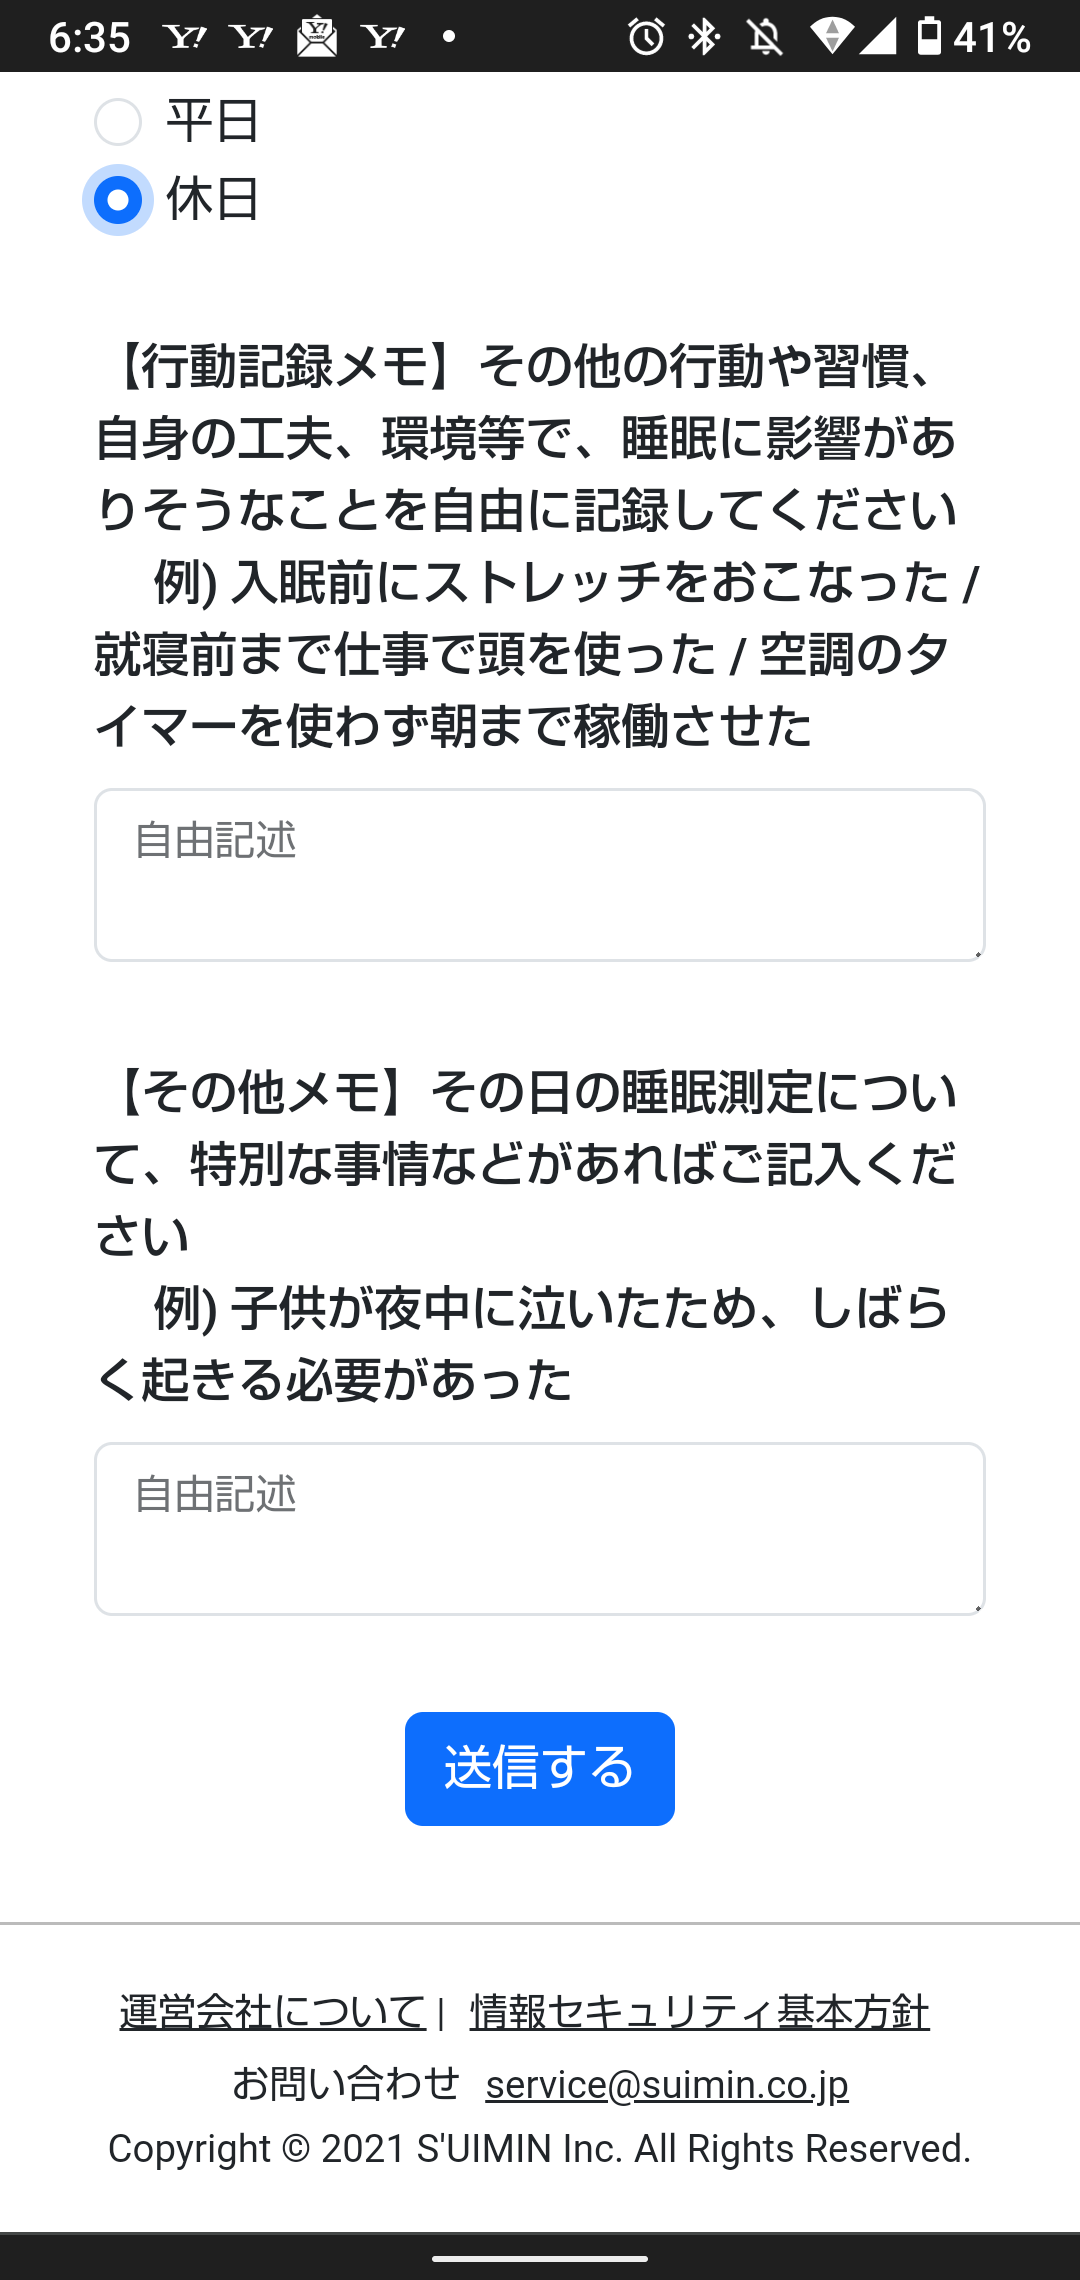 6:35 Y! Y! Y! mobile Y! 41%
平日
休日
【行動記録メモ】その他の行動や習慣、
自身の工夫、環境等で、睡眠に影響があ
りそうなことを自由に記録してください
例) 入眠前にストレッチをおこなった /
就寝前まで仕事で頭を使った / 空調のタ
イマーを使わず朝まで稼働させた
自由記述
【その他メモ】その日の睡眠測定につい
て、特別な事情などがあればご記入くだ
さい
例) 子供が夜中に泣いたため、しばら
く起きる必要があった
自由記述
送信する
運営会社について | 情報セキュリティ基本方針
お問い合わせ service@suimin.co.jp
Copyright © 2021 S'UIMIN Inc. All Rights Reserved.